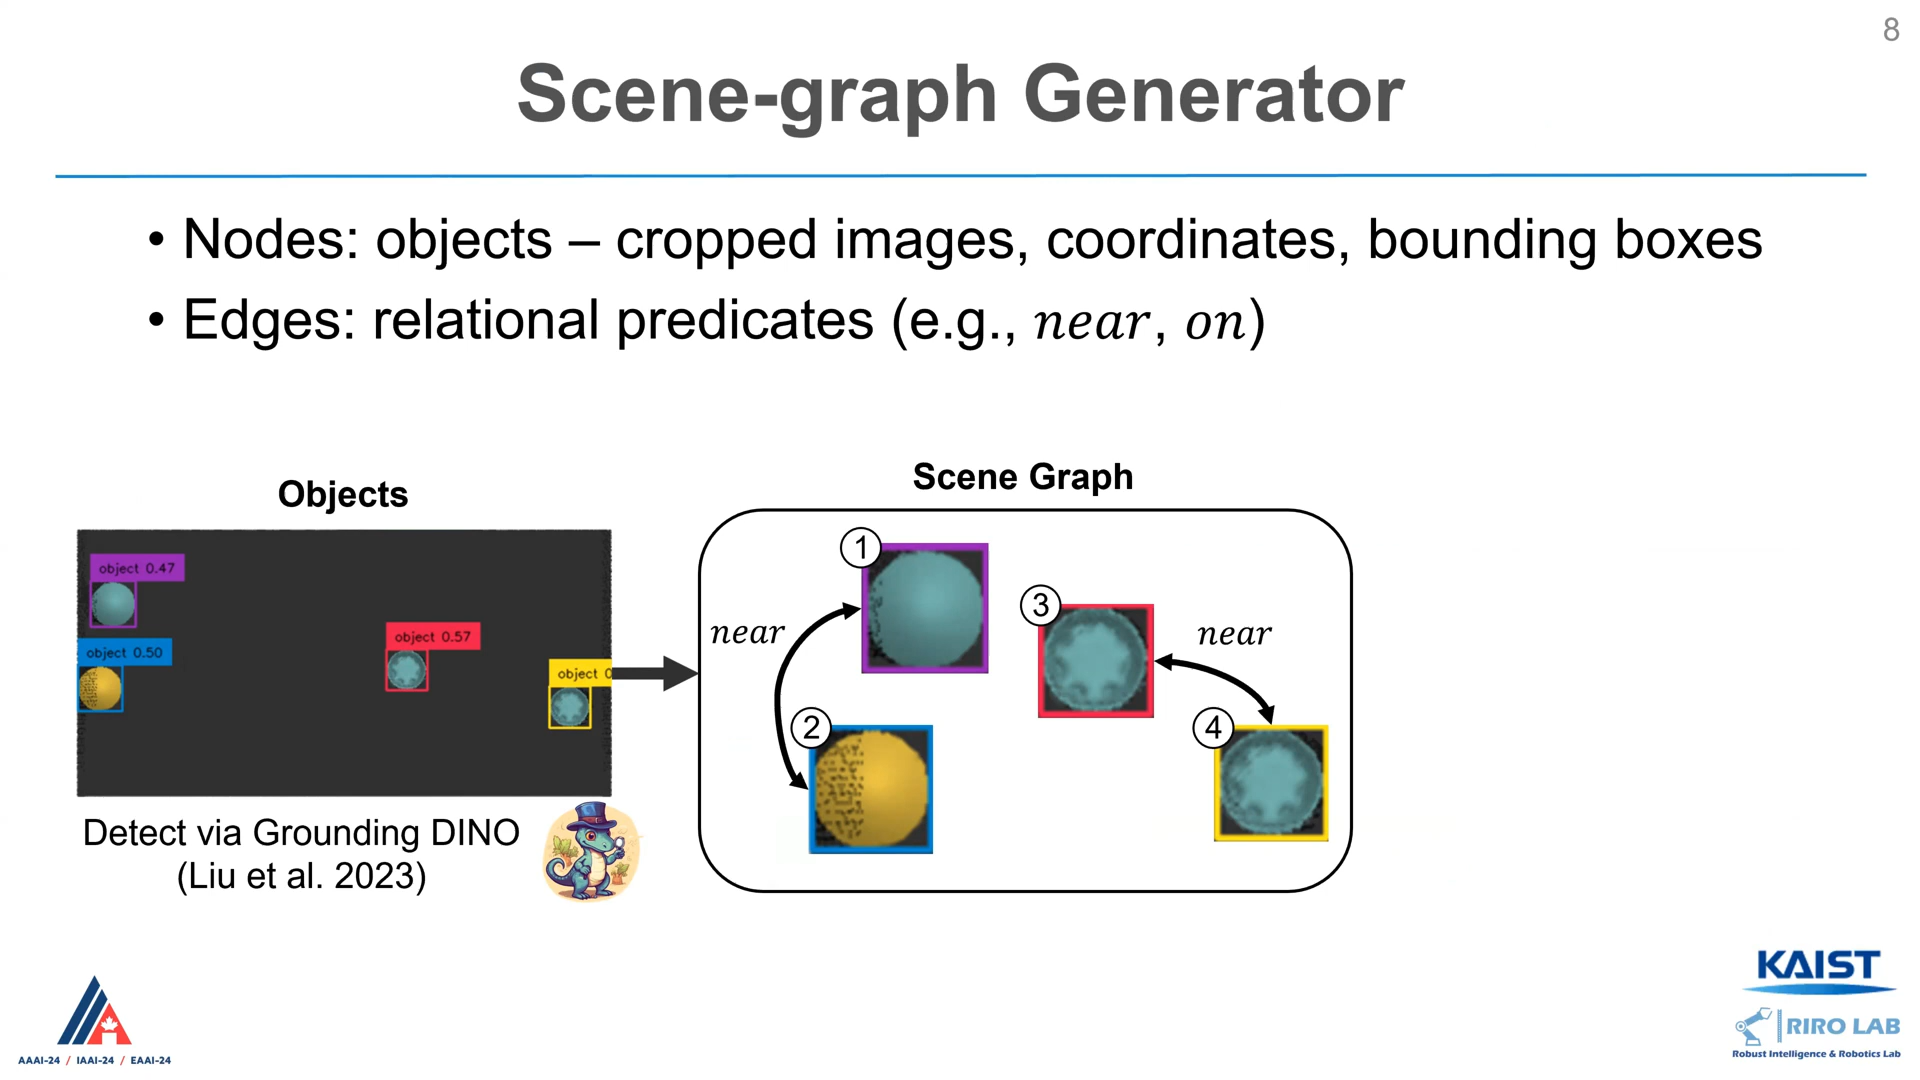 8
Scene-graph Generator
• Nodes: objects – cropped images, coordinates, bounding boxes
• Edges: relational predicates (e.g., near, on)
Objects
object 0.47
object 0.50
object 0.57
object 0
Detect via Grounding DINO
(Liu et al. 2023)
Scene Graph
1
near
2
3
near
4
AAAI-24 / IAAI-24 / EAAI-24
KAIST
RIRO LAB
Robust Intelligence & Robotics Lab